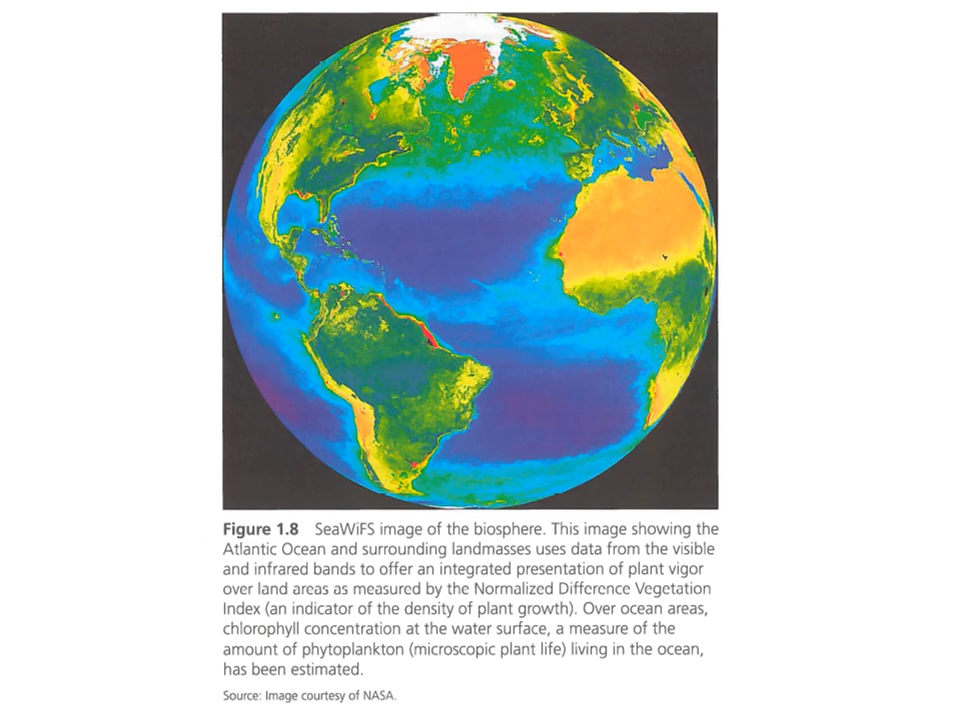 Figure 1.8 SeaWiFS image of the biosphere. This image showing the
Atlantic Ocean and surrounding landmasses uses data from the visible
and infrared bands to offer an integrated presentation of plant vigor
over land areas as measured by the Normalized Difference Vegetation
Index (an indicator of the density of plant growth). Over ocean areas,
chlorophyll concentration at the water surface, a measure of the
amount of phytoplankton (microscopic plant life) living in the ocean,
has been estimated.
Source: Image courtesy of NASA.